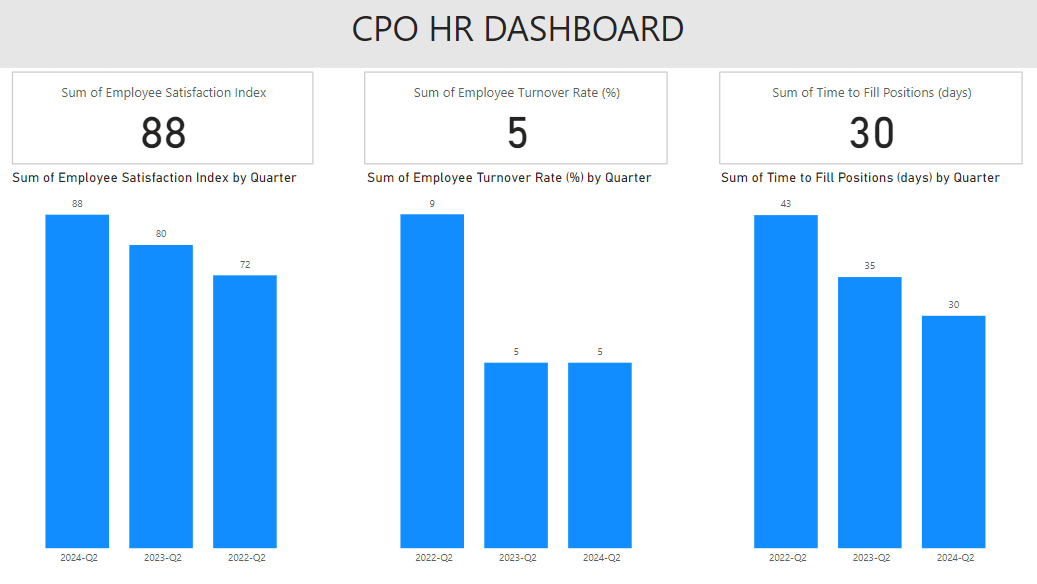 CPO HR DASHBOARD
Sum of Employee Satisfaction Index
88
Sum of Employee Turnover Rate (%)
5
Sum of Time to Fill Positions (days)
30
Sum of Employee Satisfaction Index by Quarter
88
80
72
2024-Q2
2023-Q2
2022-Q2
Sum of Employee Turnover Rate (%) by Quarter
9
5
5
2022-Q2
2023-Q2
2024-Q2
Sum of Time to Fill Positions (days) by Quarter
43
35
30
2022-Q2
2023-Q2
2024-Q2